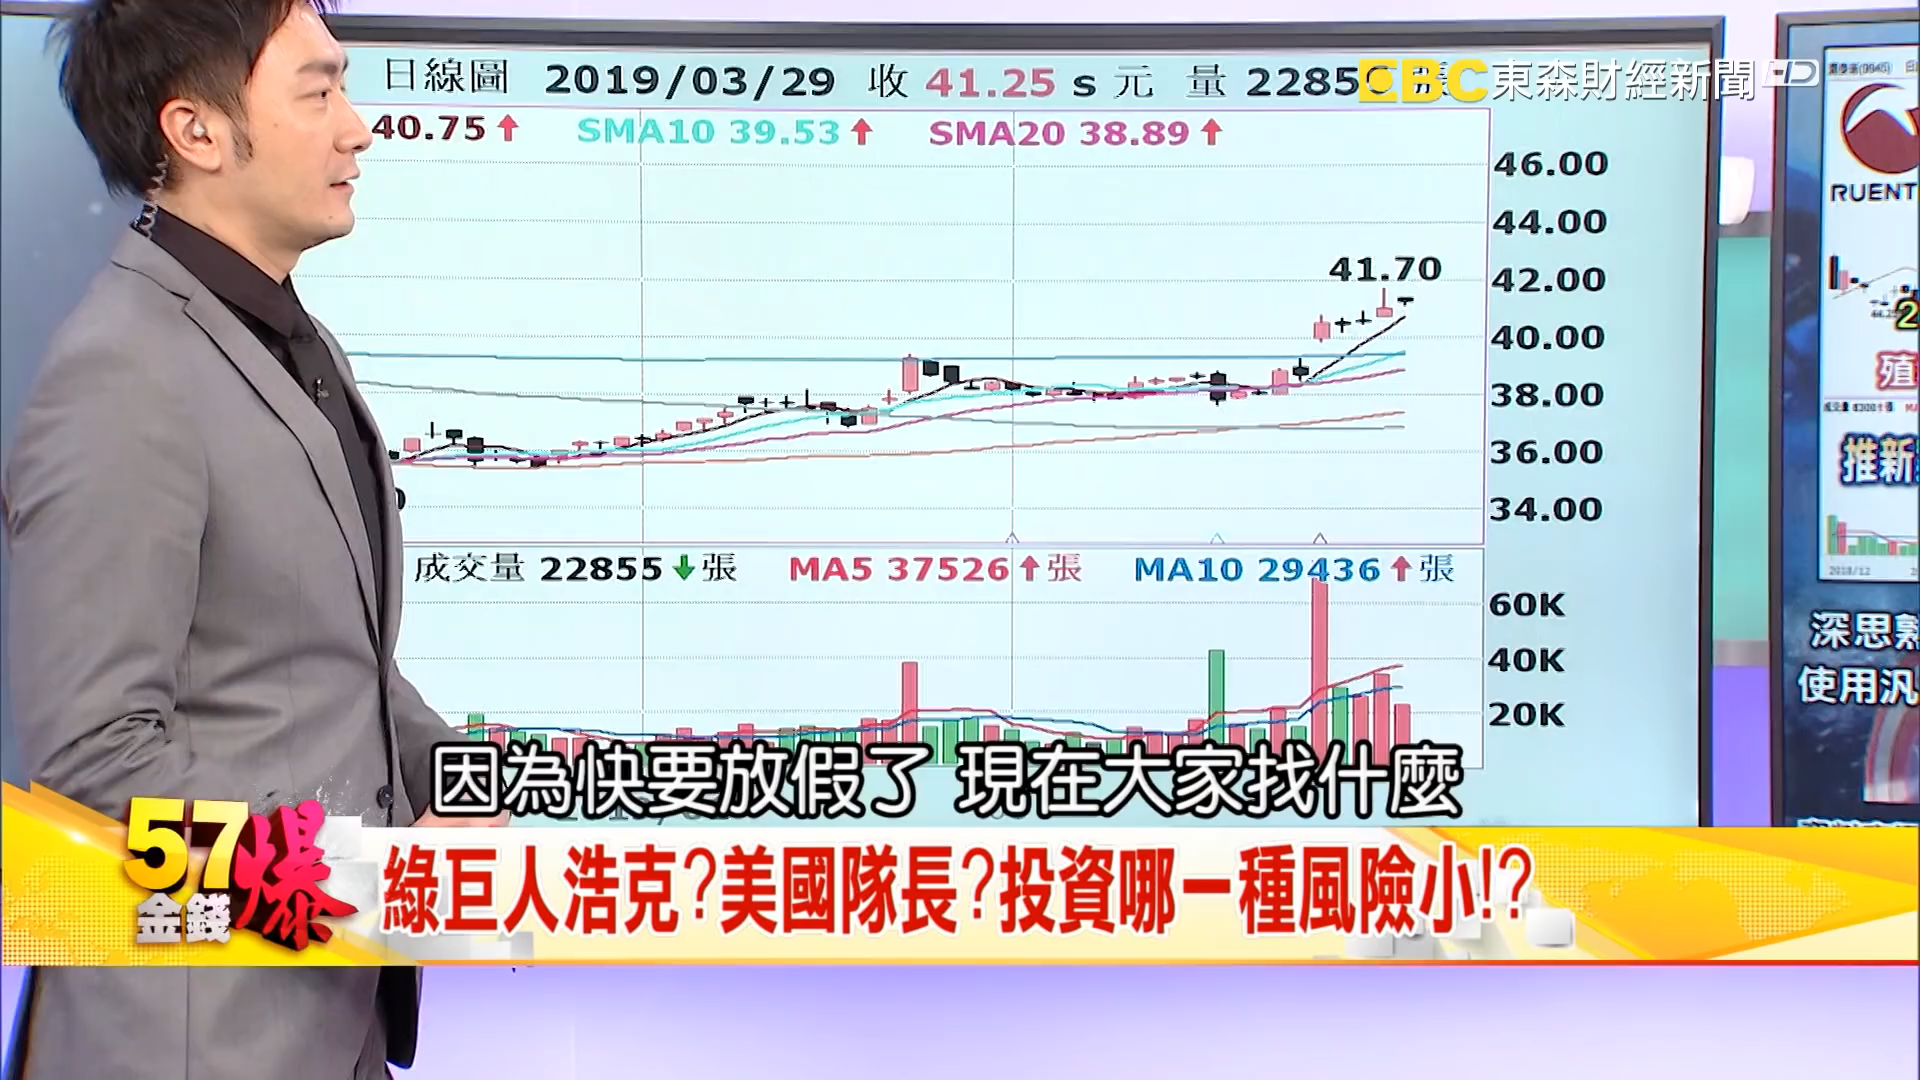 日線圖 2019/03/29 收 41.25 s 元 量 2285
EBC 東森財經新聞 HD
40.75↑ SMA10 39.53↑ SMA20 38.89↑
46.00
44.00
42.00
40.00
38.00
36.00
34.00
41.70
成交量 22855↓張 MA5 37526↑張 MA10 29436↑張
60K
40K
20K
RUENT
殖
推新
深思熟
使用汎
因為快要放假了 現在大家找什麼
57金錢爆
綠巨人浩克?美國隊長?投資哪一種風險小!?